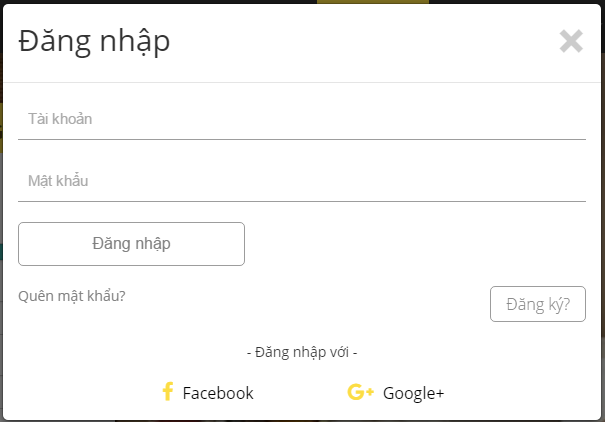 Đăng nhập
Tài khoản
Mật khẩu
Đăng nhập
Quên mật khẩu?
Đăng ký?
- Đăng nhập với -
Facebook
Google+